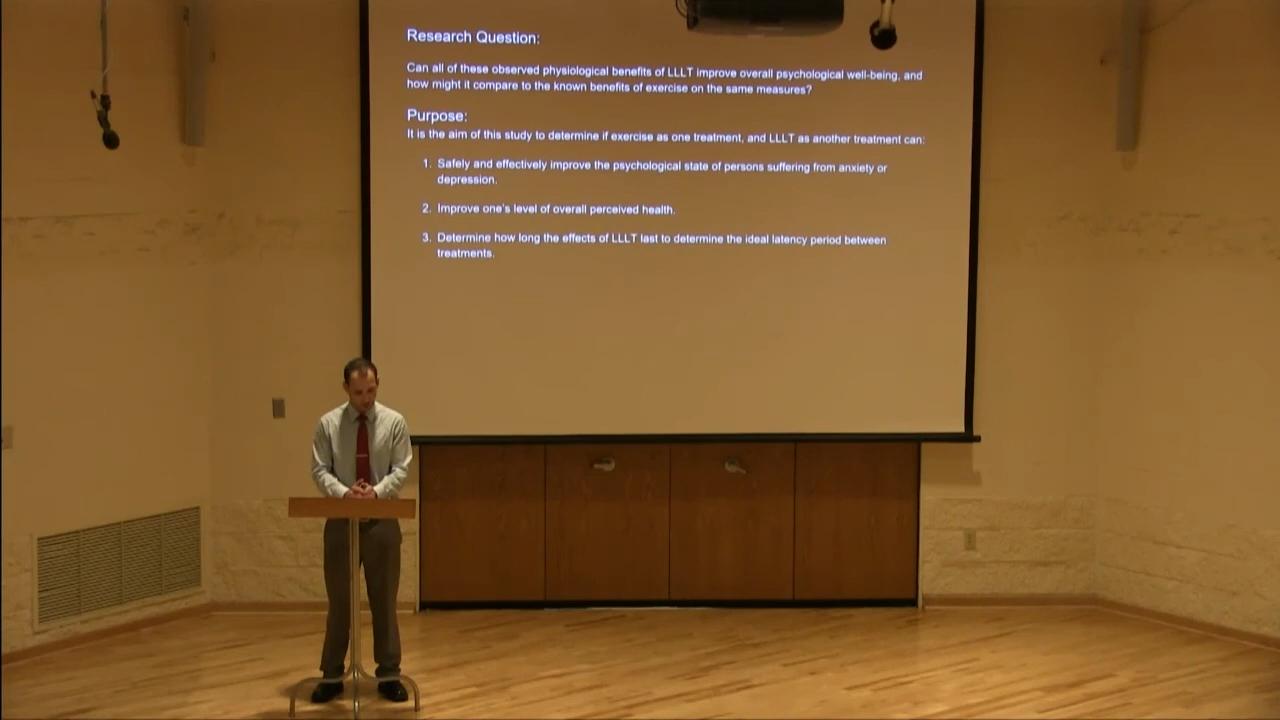 Research Question:
Can all of these observed physiological benefits of LLLT improve overall psychological well-being, and
how might it compare to the known benefits of exercise on the same measures?
Purpose:
It is the aim of this study to determine if exercise as one treatment, and LLLT as another treatment can:
1. Safely and effectively improve the psychological state of persons suffering from anxiety or
depression.
2. Improve one's level of overall perceived health.
3. Determine how long the effects of LLLT last to determine the ideal latency period between
treatments.